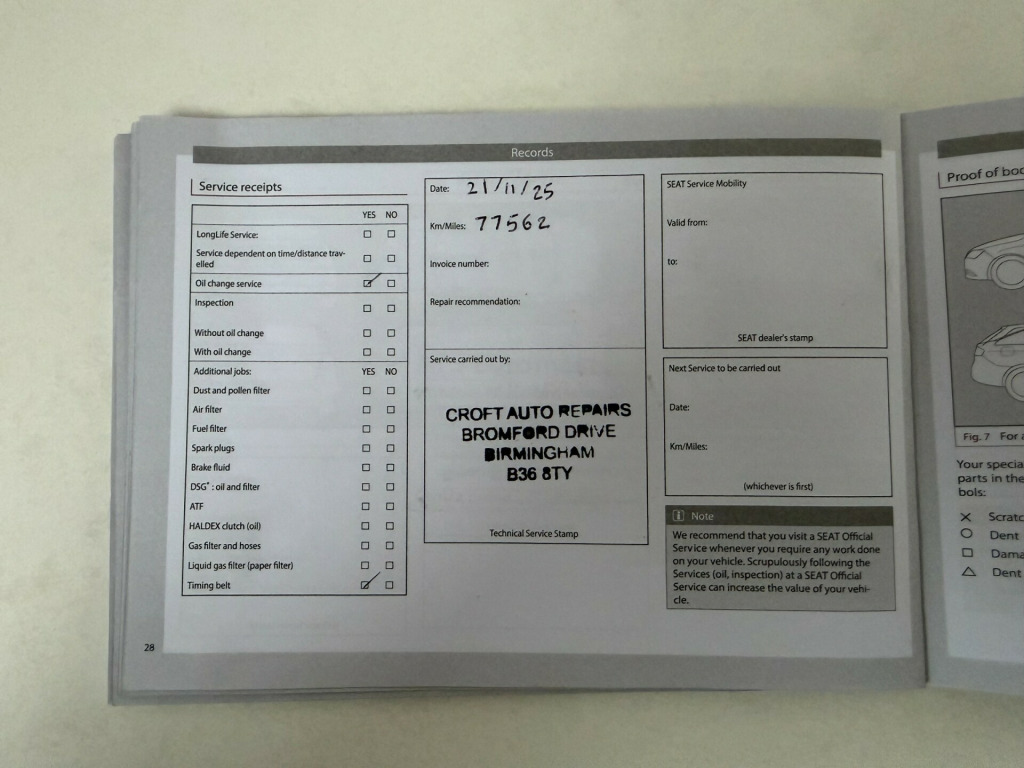 Records
Service receipts
YES NO
LongLife Service:
Service dependent on time/distance trav-
elled
Oil change service
Inspection
Without oil change
With oil change
Additional jobs: YES NO
Dust and pollen filter
Air filter
Fuel filter
Spark plugs
Brake fluid
DSG®: oil and filter
ATF
HALDEX clutch (oil)
Gas filter and hoses
Liquid gas filter (paper filter)
Timing belt
28
Date: 21/11/25
Km/Miles: 77562
Invoice number:
Repair recommendation:
Service carried out by:
CROFT AUTO REPAIRS
BROMFORD DRIVE
BIRMINGHAM
B36 8TY
Technical Service Stamp
SEAT Service Mobility
Valid from:
to:
SEAT dealer's stamp
Next Service to be carried out
Date:
Km/Miles:
(whichever is first)
i Note
We recommend that you visit a SEAT Official
Service whenever you require any work done
on your vehicle. Scrupulously following the
Services (oil, inspection) at a SEAT Official
Service can increase the value of your vehi-
cle.
Proof of
Fig. 7 For
Your
parts in the
bols:
Dent
Dent